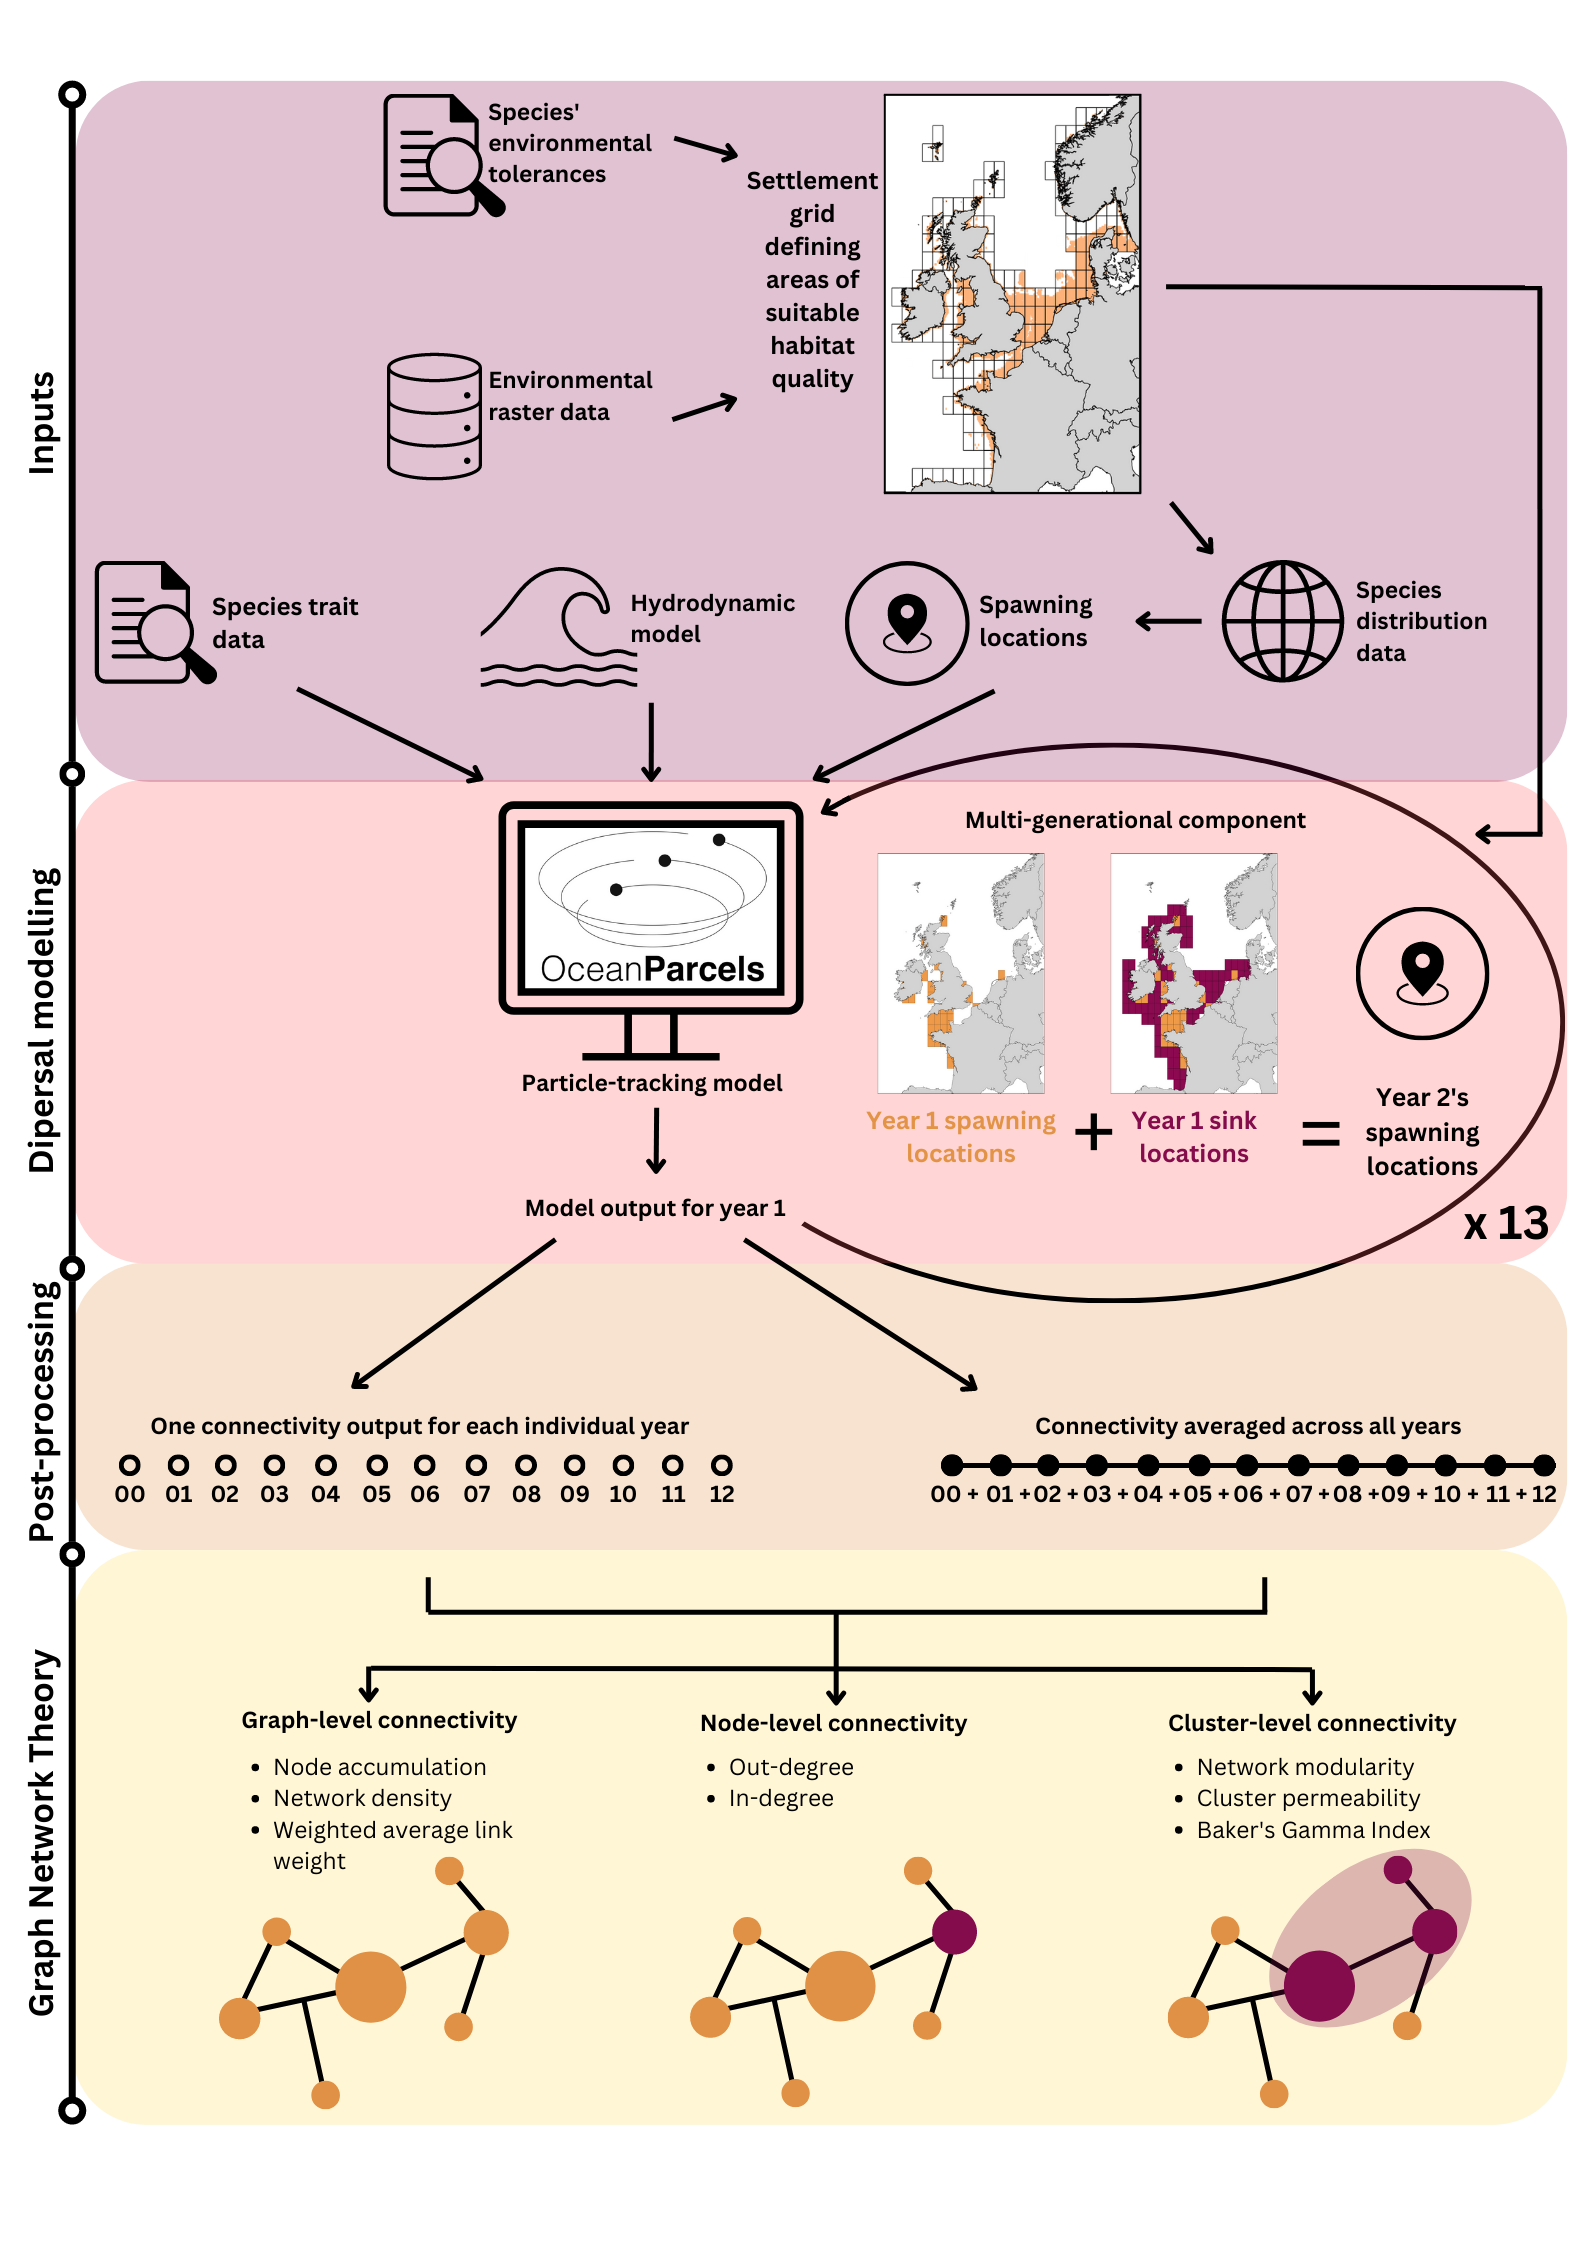 Inputs
Species'
environmental
tolerances
Settlement
grid
defining
areas of
suitable
habitat
quality
Environmental
raster data
Species trait
data
Hydrodynamic
model
Spawning
locations
Species
distribution
data
Dipersal modelling
OceanParcels
Particle-tracking model
Model output for year 1
Multi-generational component
Year 1 spawning
locations
+
Year 1 sink
locations
=
Year 2's
spawning
locations
x 13
Post-processing
One connectivity output for each individual year
00 01 02 03 04 05 06 07 08 09 10 11 12
Connectivity averaged across all years
00 + 01 + 02 + 03 + 04 + 05 + 06 + 07 + 08 + 09 + 10 + 11 + 12
Graph Network Theory
Graph-level connectivity
• Node accumulation
• Network density
• Weighted average link
weight
Node-level connectivity
• Out-degree
• In-degree
Cluster-level connectivity
• Network modularity
• Cluster permeability
• Baker's Gamma Index